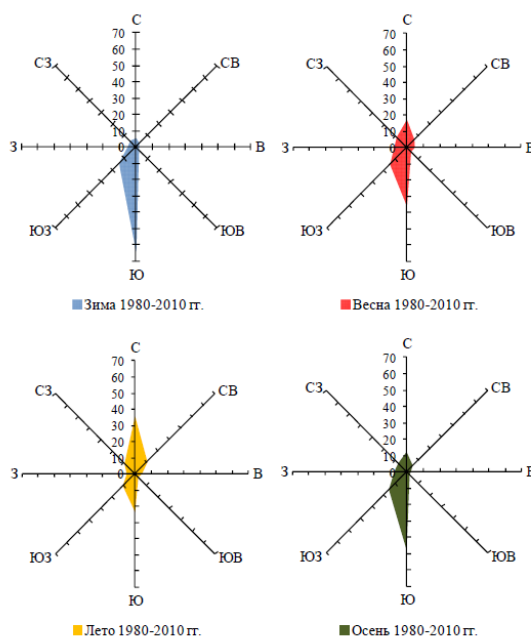 С
70
60
50
40
30
20
10
0
СЗ
СВ
З
В
ЮЗ
ЮВ
Ю
Зима 1980-2010 гг.
С
70
60
50
40
30
20
10
0
СЗ
СВ
З
В
ЮЗ
ЮВ
Ю
Весна 1980-2010 гг.
С
70
60
50
40
30
20
10
0
СЗ
СВ
З
В
ЮЗ
ЮВ
Ю
Лето 1980-2010 гг.
С
70
60
50
40
30
20
10
0
СЗ
СВ
З
В
ЮЗ
ЮВ
Ю
Осень 1980-2010 гг.